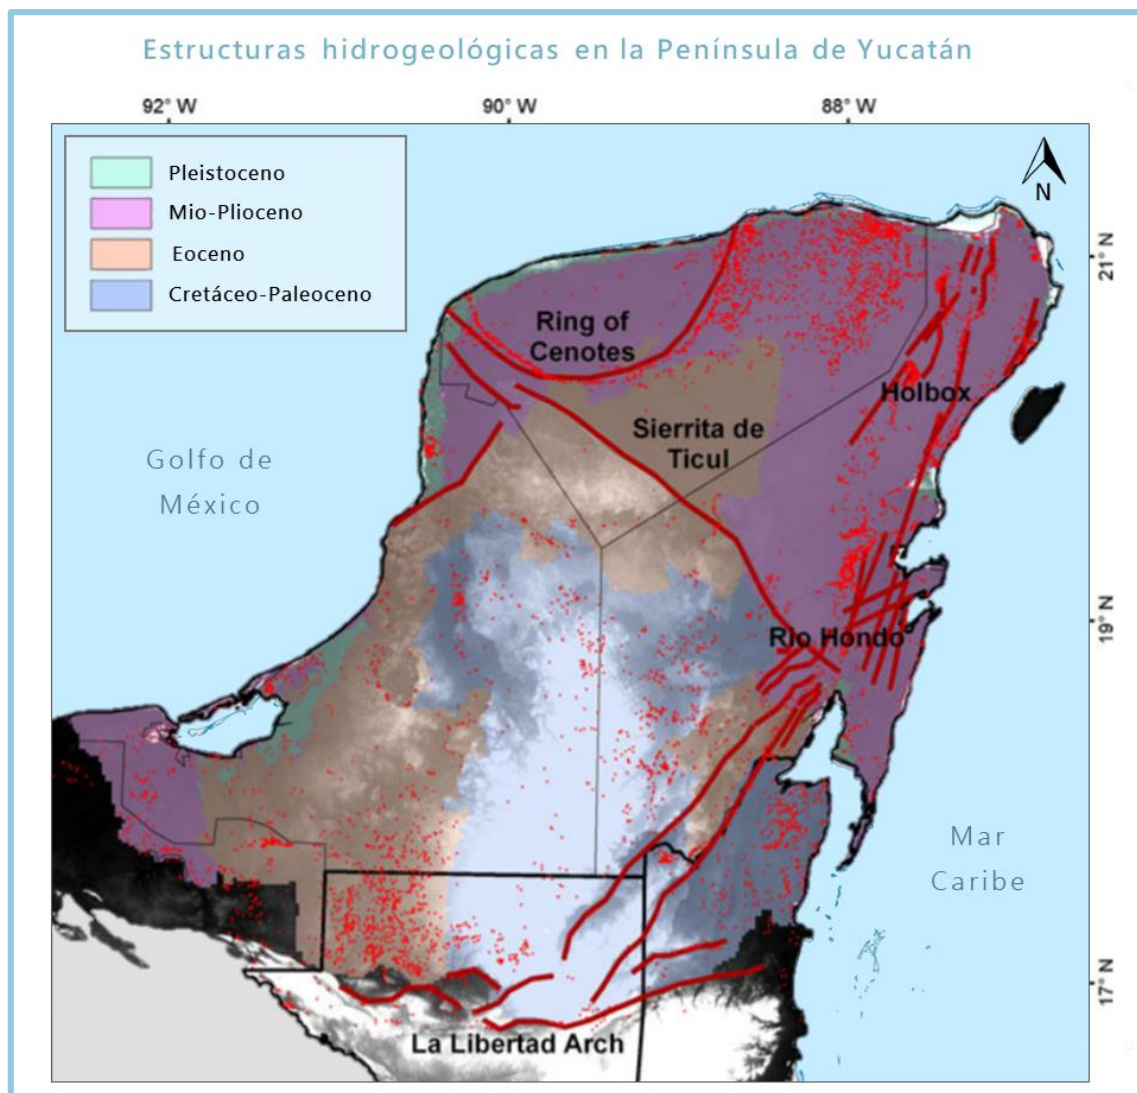 Estructuras hidrogeológicas en la Península de Yucatán
92° W
90° W
88° W
Pleistoceno
Mio-Plioceno
Eoceno
Cretáceo-Paleoceno
N
21° N
Ring of
Cenotes
Holbox
Sierrita de
Ticul
Golfo de
México
19° N
Rio Hondo
Mar
Caribe
17° N
La Libertad Arch